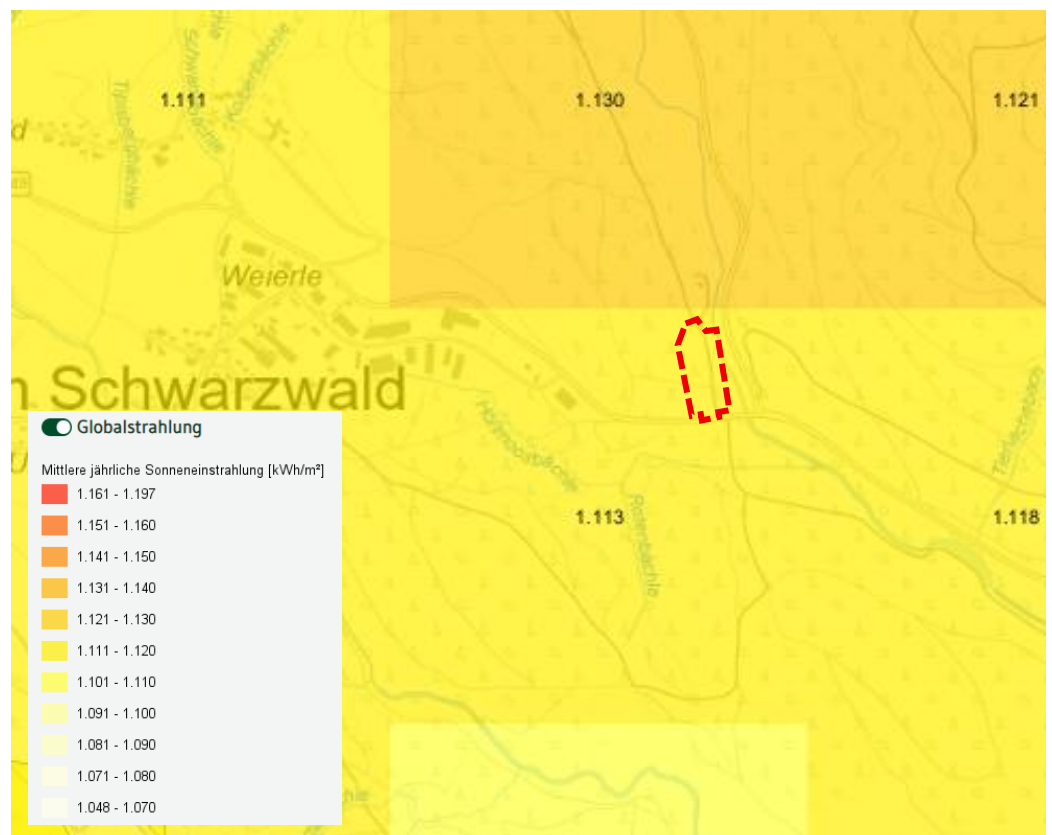 1.111
1.130
1.121
Weierle
n Schwarzwald
1.113
1.118
Rotenbächle
Globalstrahlung
Mittlere jährliche Sonneneinstrahlung [kWh/m²]
1.161 - 1.197
1.151 - 1.160
1.141 - 1.150
1.131 - 1.140
1.121 - 1.130
1.111 - 1.120
1.101 - 1.110
1.091 - 1.100
1.081 - 1.090
1.071 - 1.080
1.048 - 1.070